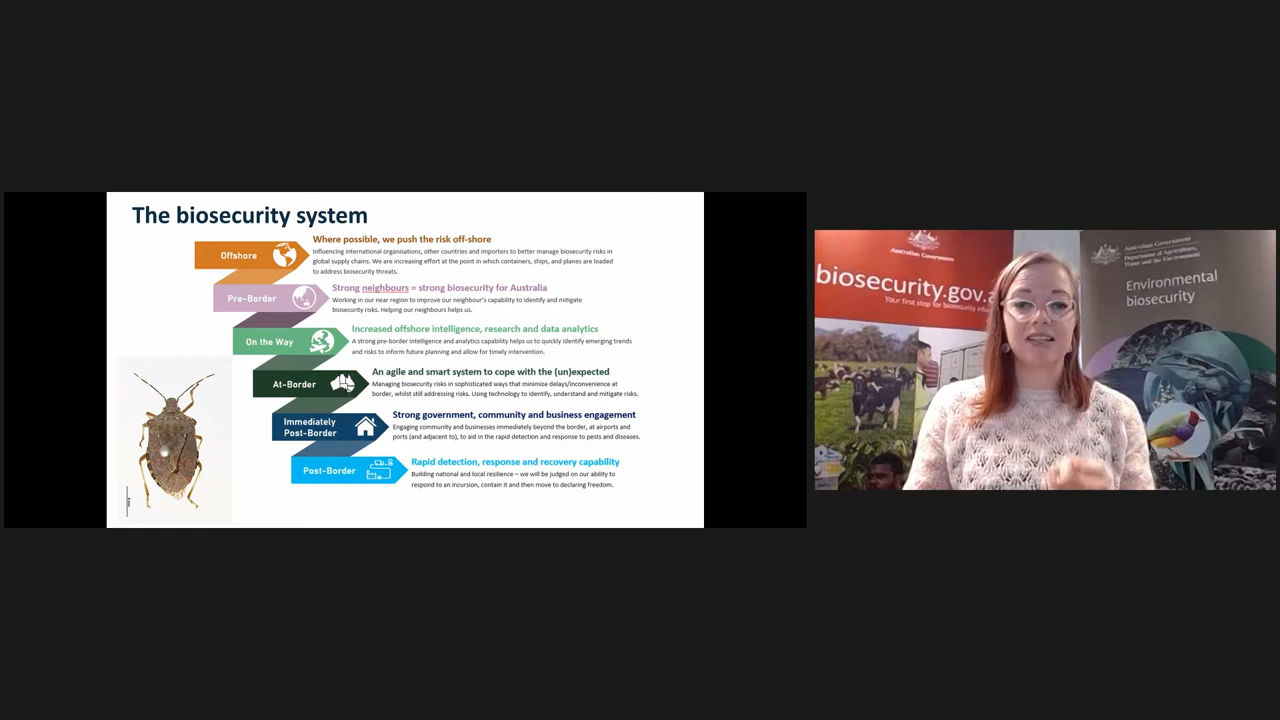 The biosecurity system
Offshore
Where possible, we push the risk off-shore
Influencing international organisations, other countries and importers to better manage biosecurity risks in
global supply chains. We are increasing effort at the point in which containers, ships, and planes are loaded
to address biosecurity threats.
Pre-Border
Strong neighbours = strong biosecurity for Australia
Working in our near region to improve our neighbour's capability to identify and mitigate
biosecurity risks. Helping our neighbours helps us.
On the Way
Increased offshore intelligence, research and data analytics
A strong pre-border intelligence and analytics capability helps us to quickly identify emerging trends
and risks to inform future planning and allow for timely intervention.
At-Border
An agile and smart system to cope with the (un)expected
Managing biosecurity risks in sophisticated ways that minimize delays/inconvenience at
border, whilst still addressing risks. Using technology to identify, understand and mitigate risks.
Immediately
Post-Border
Strong government, community and business engagement
Engaging community and businesses immediately beyond the border, at airports and
ports (and adjacent to), to aid in the rapid detection and response to pests and diseases.
Post-Border
Rapid detection, response and recovery capability
Building national and local resilience – we will be judged on our ability to
respond to an incursion, contain it and then move to declaring freedom.
Australian Government
biosecurity.gov.a
Your first stop for biosecurity
Australian Government
Department of Agriculture,
Water and the Environment
Environmental
biosecurity